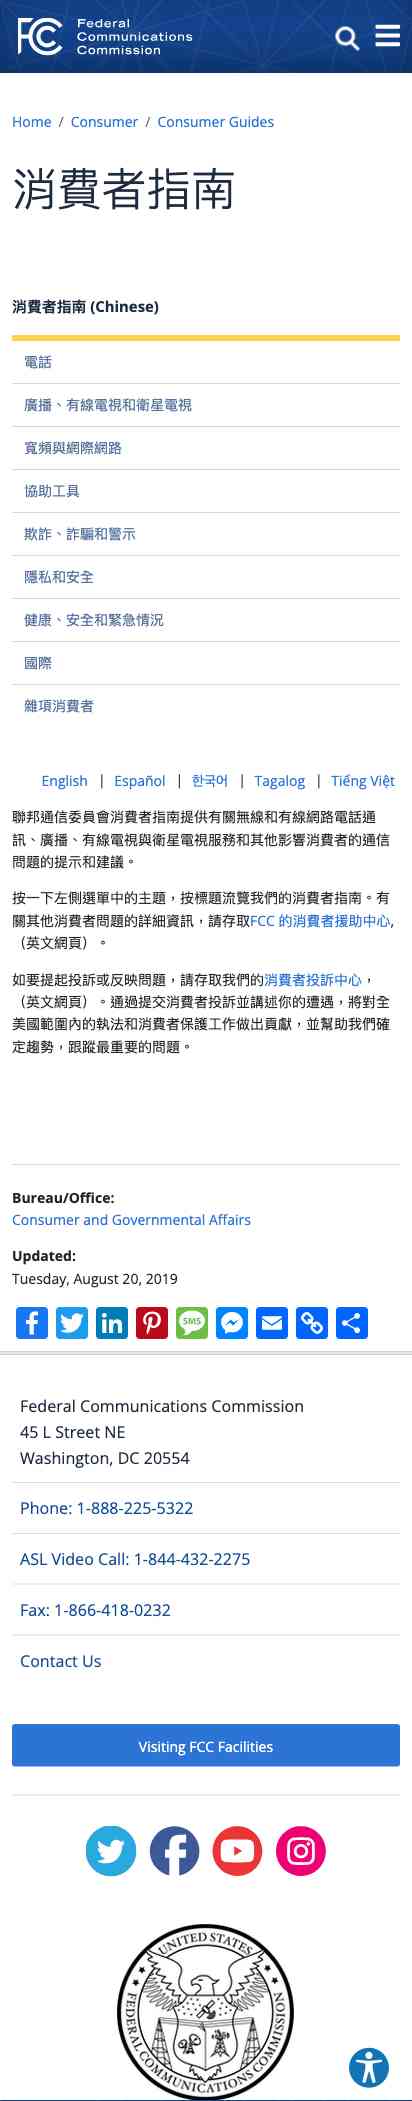 Federal
Communications
Commission
Home / Consumer / Consumer Guides
消費者指南
消費者指南 (Chinese)
電話
廣播、有線電視和衛星電視
寬頻與網際網路
協助工具
欺詐、詐騙和警示
隱私和安全
健康、安全和緊急情況
國際
雜項消費者
English | Español | 한국어 | Tagalog | Tiếng Việt
聯邦通信委員會消費者指南提供有關無線和有線網路電話通
訊、廣播、有線電視與衛星電視服務和其他影響消費者的通信
問題的提示和建議。
按一下左側選單中的主題，按標題流覽我們的消費者指南。有
關其他消費者問題的詳細資訊，請存取FCC 的消費者援助中心,
（英文網頁）。
如要提起投訴或反映問題，請存取我們的消費者投訴中心，
（英文網頁）。通過提交消費者投訴並講述你的遭遇，將對全
美國範圍內的執法和消費者保護工作做出貢獻，並幫助我們確
定趨勢，跟蹤最重要的問題。
Bureau/Office:
Consumer and Governmental Affairs
Updated:
Tuesday, August 20, 2019
SMS
Federal Communications Commission
45 L Street NE
Washington, DC 20554
Phone: 1-888-225-5322
ASL Video Call: 1-844-432-2275
Fax: 1-866-418-0232
Contact Us
Visiting FCC Facilities
UNITED STATES
FEDERAL COMMUNICATIONS COMMISSION